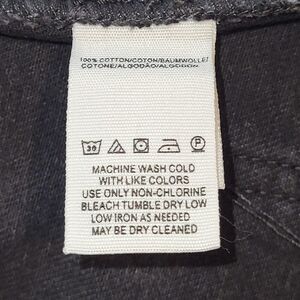 100% COTTON/COTON/BAUMWOLLE/
COTONE/ALGODÃO/ALGODON
30 P
MACHINE WASH COLD
WITH LIKE COLORS
USE ONLY NON-CHLORINE
BLEACH TUMBLE DRY LOW
LOW IRON AS NEEDED
MAY BE DRY CLEANED